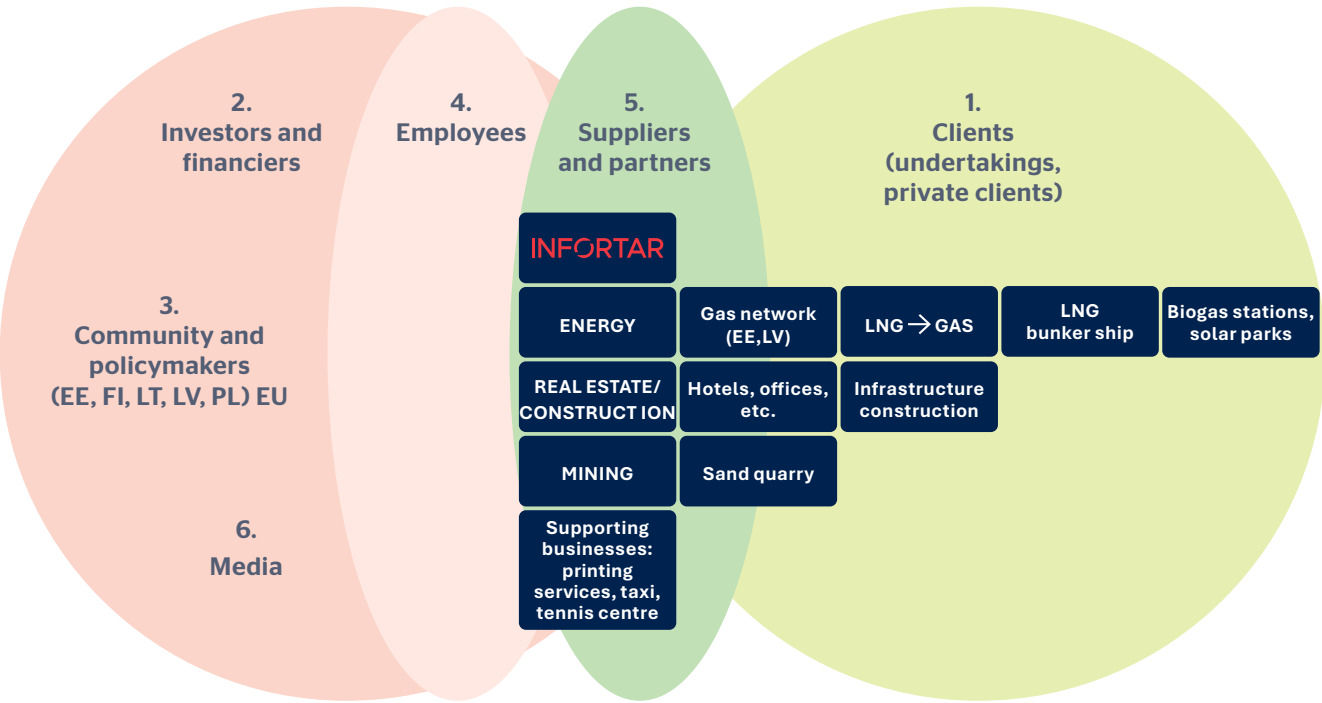 2.
Investors and
financiers
4.
Employees
5.
Suppliers
and partners
1.
Clients
(undertakings,
private clients)
3.
Community and
policymakers
(EE, FI, LT, LV, PL) EU
6.
Media
INFORTAR
ENERGY
Gas network
(EE,LV)
LNG → GAS
LNG
bunker ship
Biogas stations,
solar parks
REAL ESTATE/
CONSTRUCTION
Hotels, offices,
etc.
Infrastructure
construction
MINING
Sand quarry
Supporting
businesses:
printing
services, taxi,
tennis centre